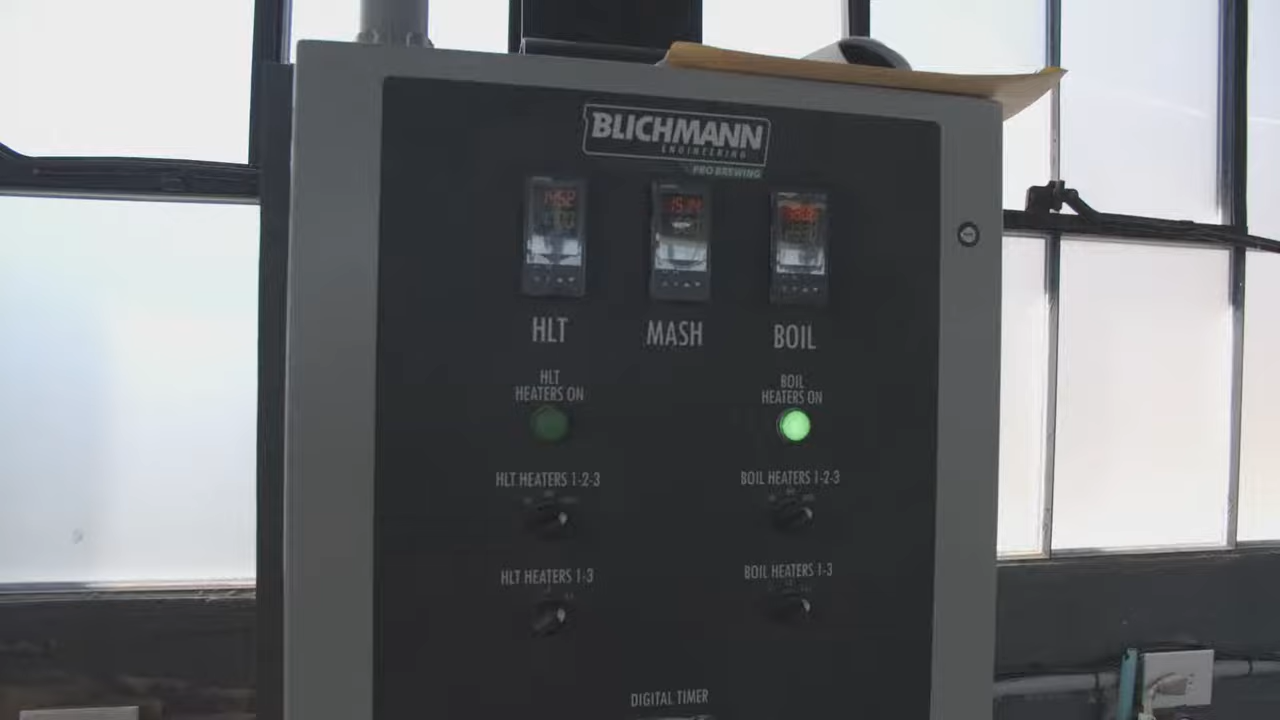 BLICHMANN
ENGINEERING
PRO BREWING
HLT
MASH
BOIL
HLT
HEATERS ON
BOIL
HEATERS ON
HLT HEATERS 1-2-3
BOIL HEATERS 1-2-3
HLT HEATERS 1-3
BOIL HEATERS 1-3
DIGITAL TIMER